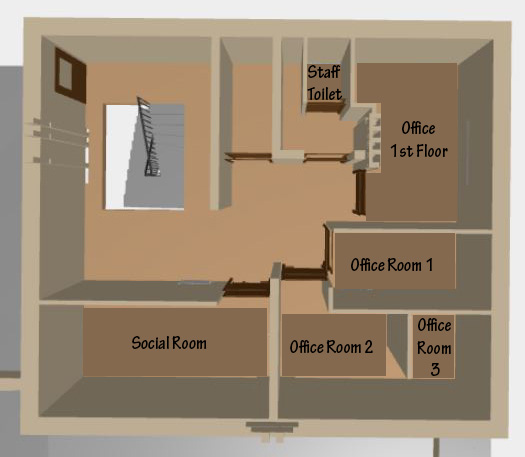 Staff
Toilet
Office
1st Floor
Office Room 1
Social Room
Office Room 2
Office
Room
3